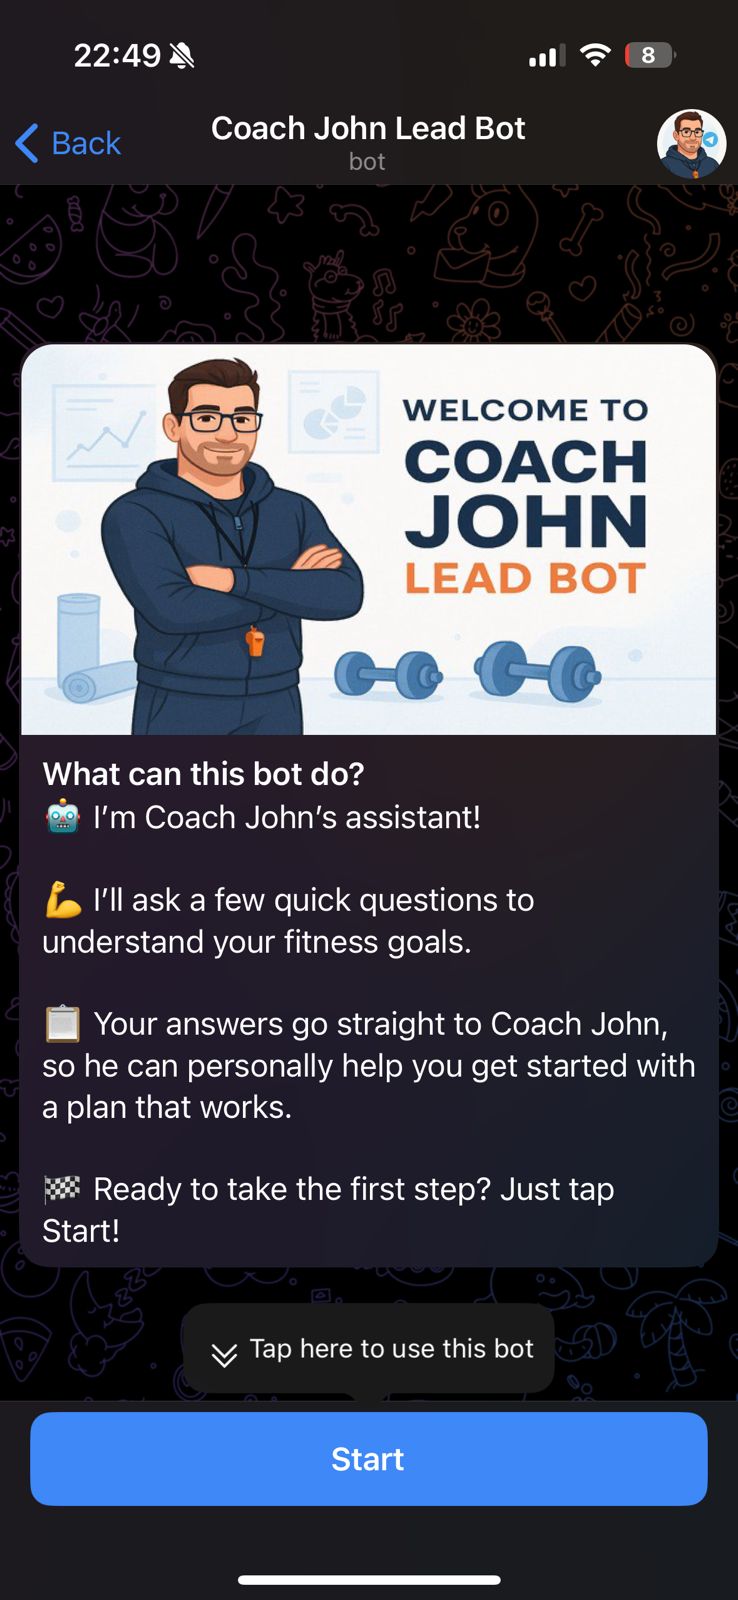 22:49
8
Back
Coach John Lead Bot
bot
WELCOME TO
COACH
JOHN
LEAD BOT
What can this bot do?
🤖 I’m Coach John’s assistant!
💪 I’ll ask a few quick questions to
understand your fitness goals.
📋 Your answers go straight to Coach John,
so he can personally help you get started with
a plan that works.
🏁 Ready to take the first step? Just tap
Start!
Tap here to use this bot
Start